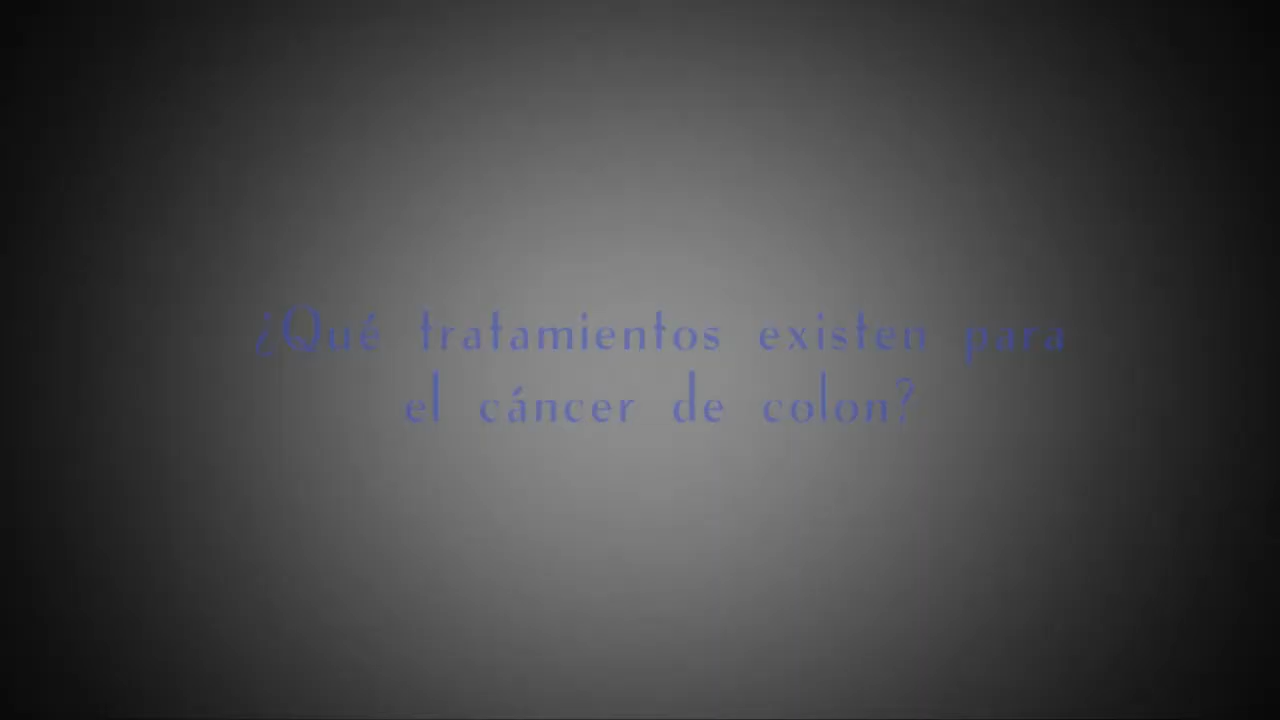 ¿Qué tratamientos existen para
el cáncer de colon?